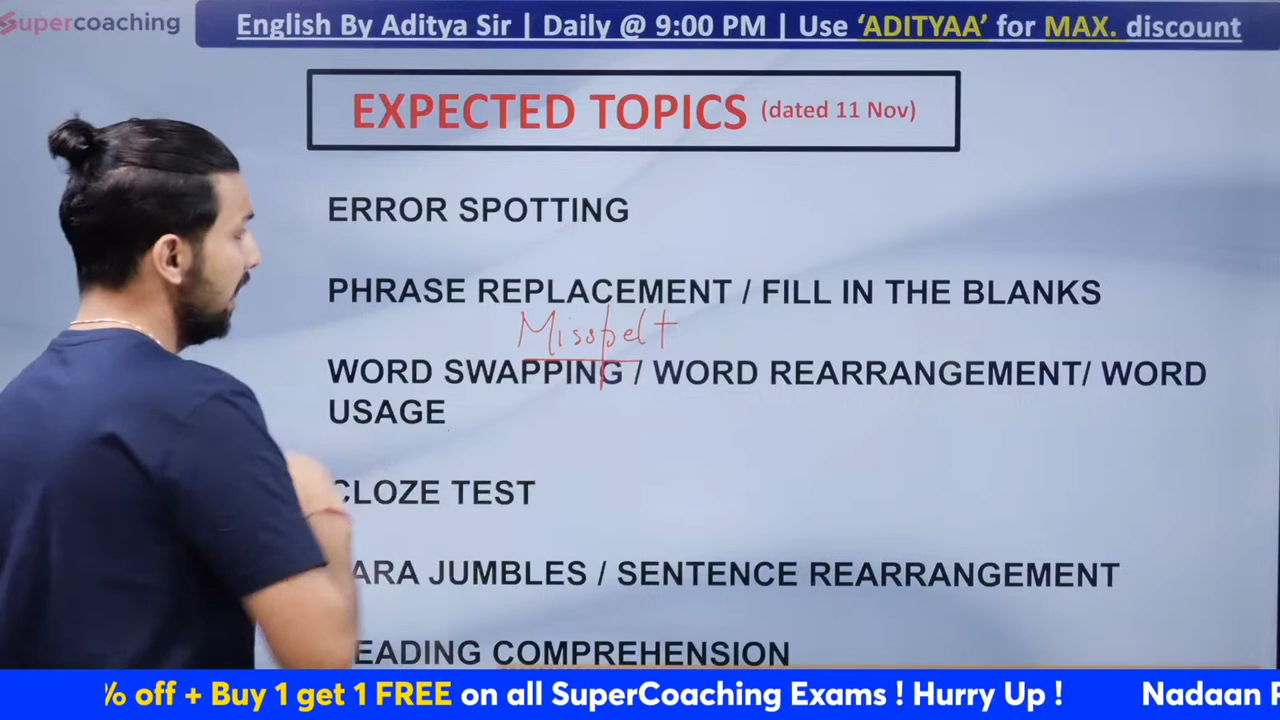 Supercoaching
English By Aditya Sir | Daily @ 9:00 PM | Use ‘ADITYAA’ for MAX. discount
EXPECTED TOPICS (dated 11 Nov)
ERROR SPOTTING
PHRASE REPLACEMENT / FILL IN THE BLANKS
Misspelt
WORD SWAPPING / WORD REARRANGEMENT/ WORD
USAGE
CLOZE TEST
ARA JUMBLES / SENTENCE REARRANGEMENT
EADING COMPREHENSION
% off + Buy 1 get 1 FREE on all SuperCoaching Exams ! Hurry Up ! Nadaan